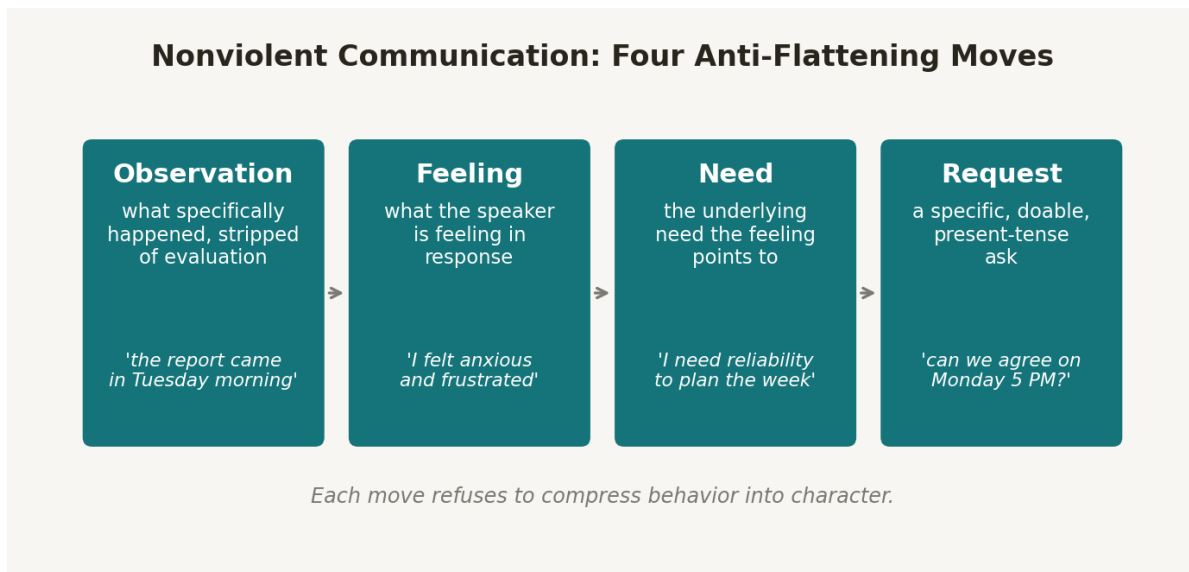 Nonviolent Communication: Four Anti-Flattening Moves
Observation
what specifically
happened, stripped
of evaluation
'the report came
in Tuesday morning'
Feeling
what the speaker
is feeling in
response
'I felt anxious
and frustrated'
Need
the underlying
need the feeling
points to
'I need reliability
to plan the week'
Request
a specific, doable,
present-tense
ask
'can we agree on
Monday 5 PM?'
Each move refuses to compress behavior into character.